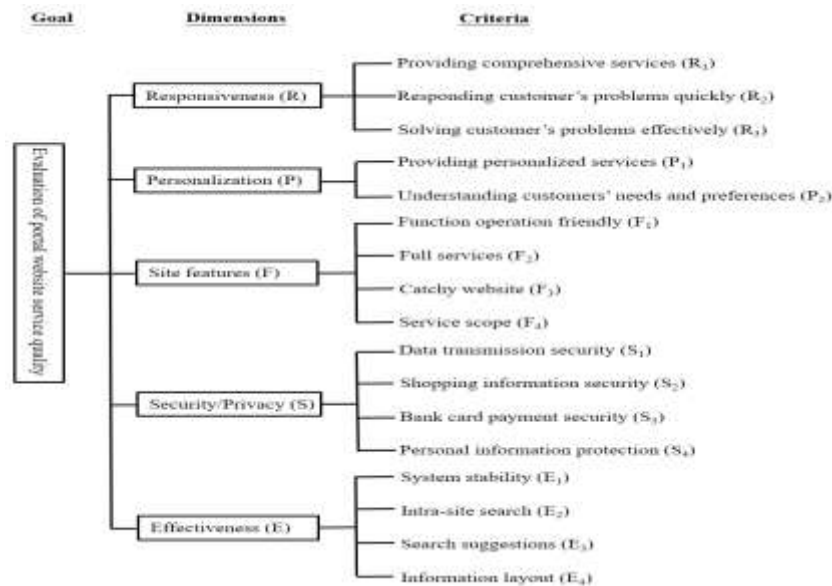 Goal Dimensions Criteria
Evaluation of portal website service quality
Responsiveness (R)
Providing comprehensive services (R₁)
Responding customer's problems quickly (R₂)
Solving customer's problems effectively (R₃)
Personalization (P)
Providing personalized services (P₁)
Understanding customers' needs and preferences (P₂)
Site features (F)
Function operation friendly (F₁)
Full services (F₂)
Catchy website (F₃)
Service scope (F₄)
Security/Privacy (S)
Data transmission security (S₁)
Shopping information security (S₂)
Bank card payment security (S₃)
Personal information protection (S₄)
Effectiveness (E)
System stability (E₁)
Intra-site search (E₂)
Search suggestions (E₃)
Information layout (E₄)